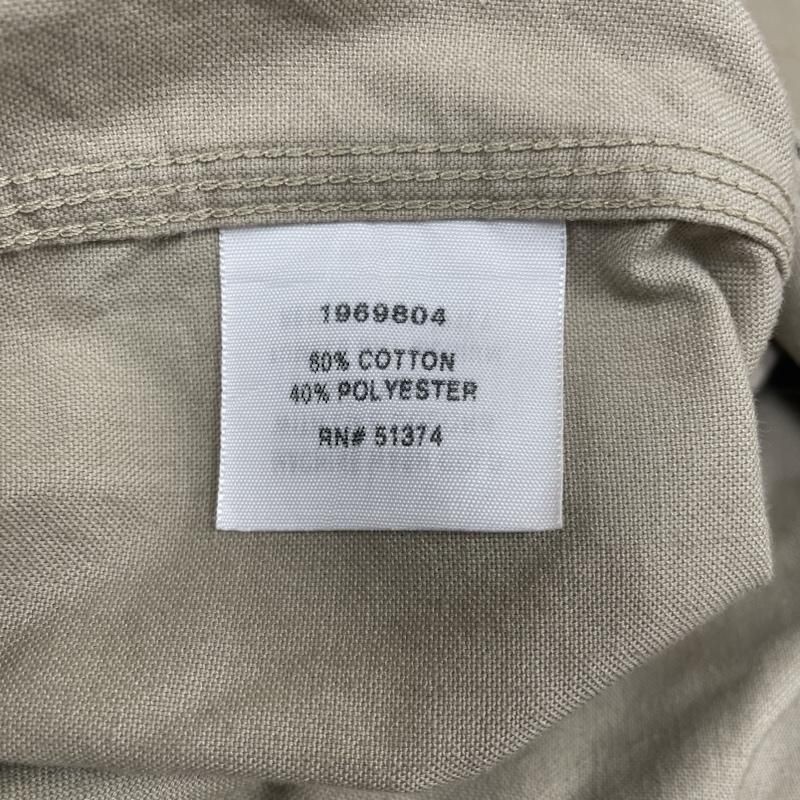 1969804
60% COTTON
40% POLYESTER
RN# 51374